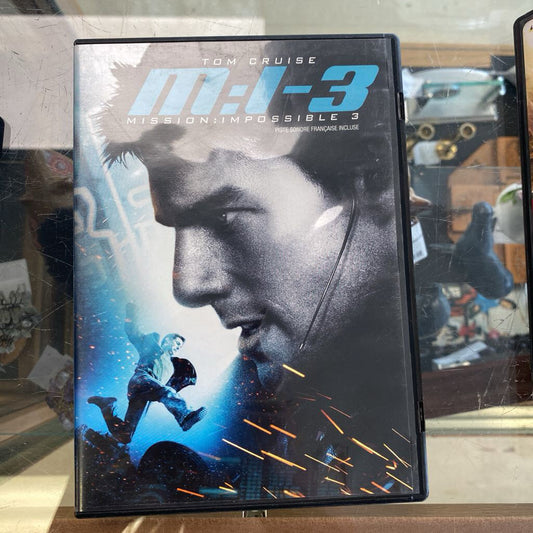 TOM CRUISE
M:I-3
MISSION:IMPOSSIBLE 3
PISTE SONORE FRANÇAISE INCLUSE